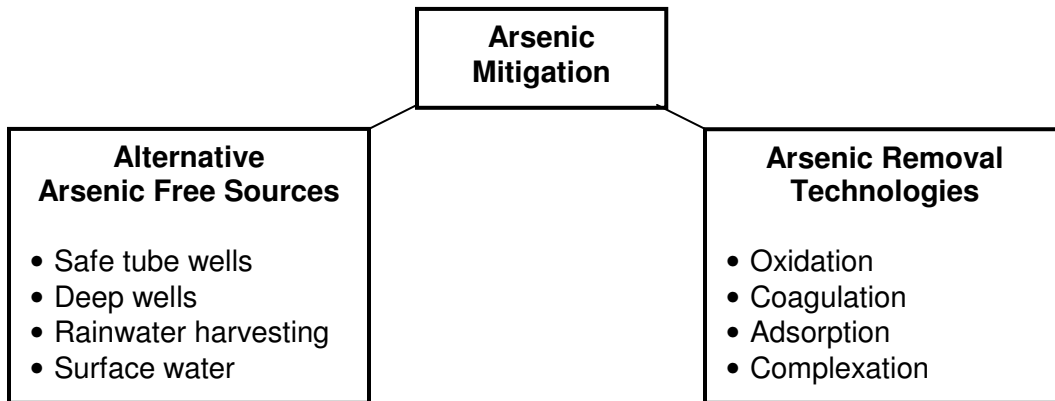 Arsenic
Mitigation
Alternative
Arsenic Free Sources
• Safe tube wells
• Deep wells
• Rainwater harvesting
• Surface water
Arsenic Removal
Technologies
• Oxidation
• Coagulation
• Adsorption
• Complexation